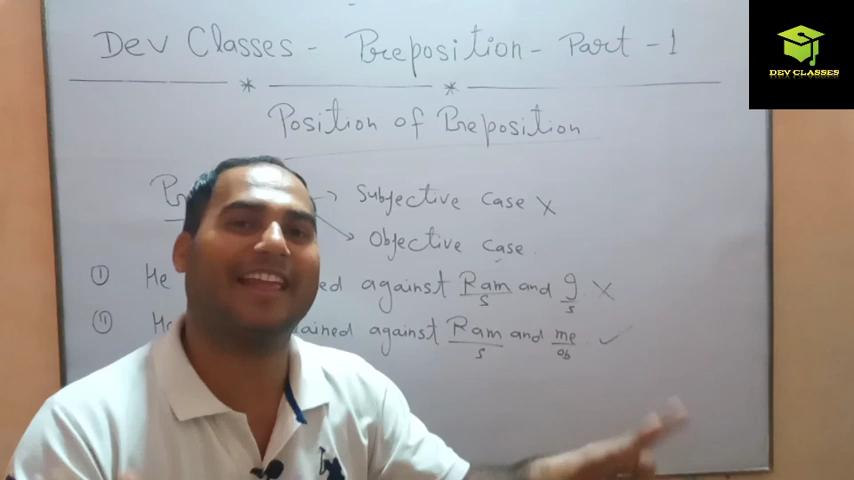 Dev Classes - Preposition - Part - 1
DEV CLASSES
Position of Preposition
Subjective case X
Objective case.
① He against Ram and I. X
S S
② against Ram and me. ✓
S ob